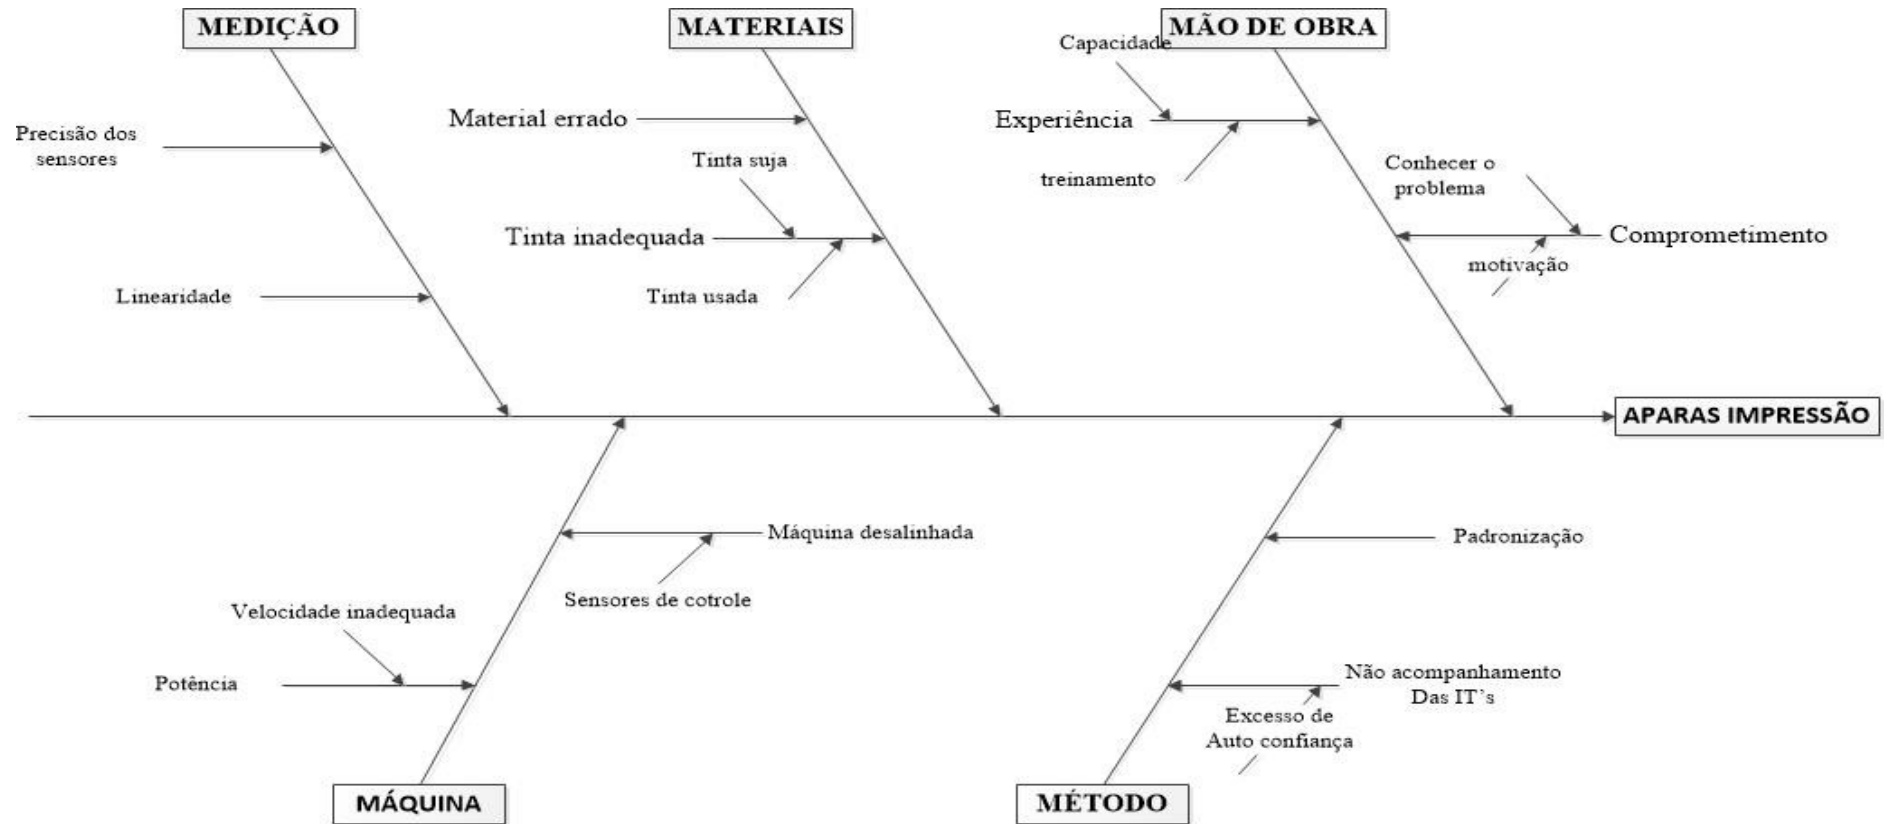 MEDIÇÃO
MATERIAIS
MÃO DE OBRA
Capacidade
Material errado
Experiência
Precisão dos
sensores
Tinta suja
treinamento
Conhecer o
problema
Tinta inadequada
Comprometimento
motivação
Linearidade
Tinta usada
APARAS IMPRESSÃO
Máquina desalinhada
Padronização
Sensores de cotrole
Velocidade inadequada
Potência
Não acompanhamento
Das IT’s
Excesso de
Auto confiança
MÁQUINA
MÉTODO